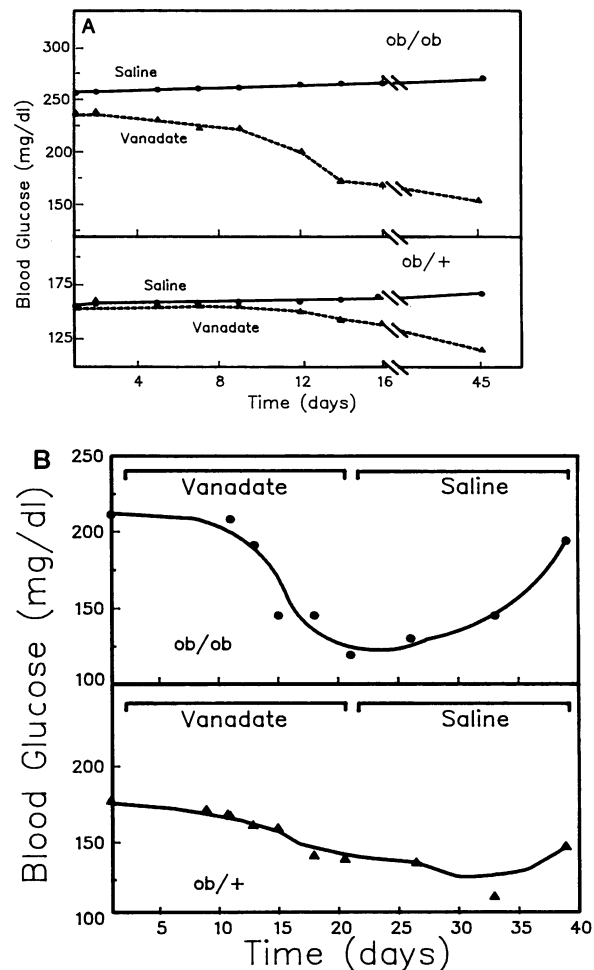 A
ob/ob
300
Saline
250
Vanadate
200
150
ob/+
175
Saline
Vanadate
125
Blood Glucose (mg/dl)
4 8 12 16 45
Time (days)
B
250
Vanadate Saline
200
150
ob/ob
100
Vanadate Saline
200
150
ob/+
100
Blood Glucose (mg/dl)
5 10 15 20 25 30 35 40
Time (days)